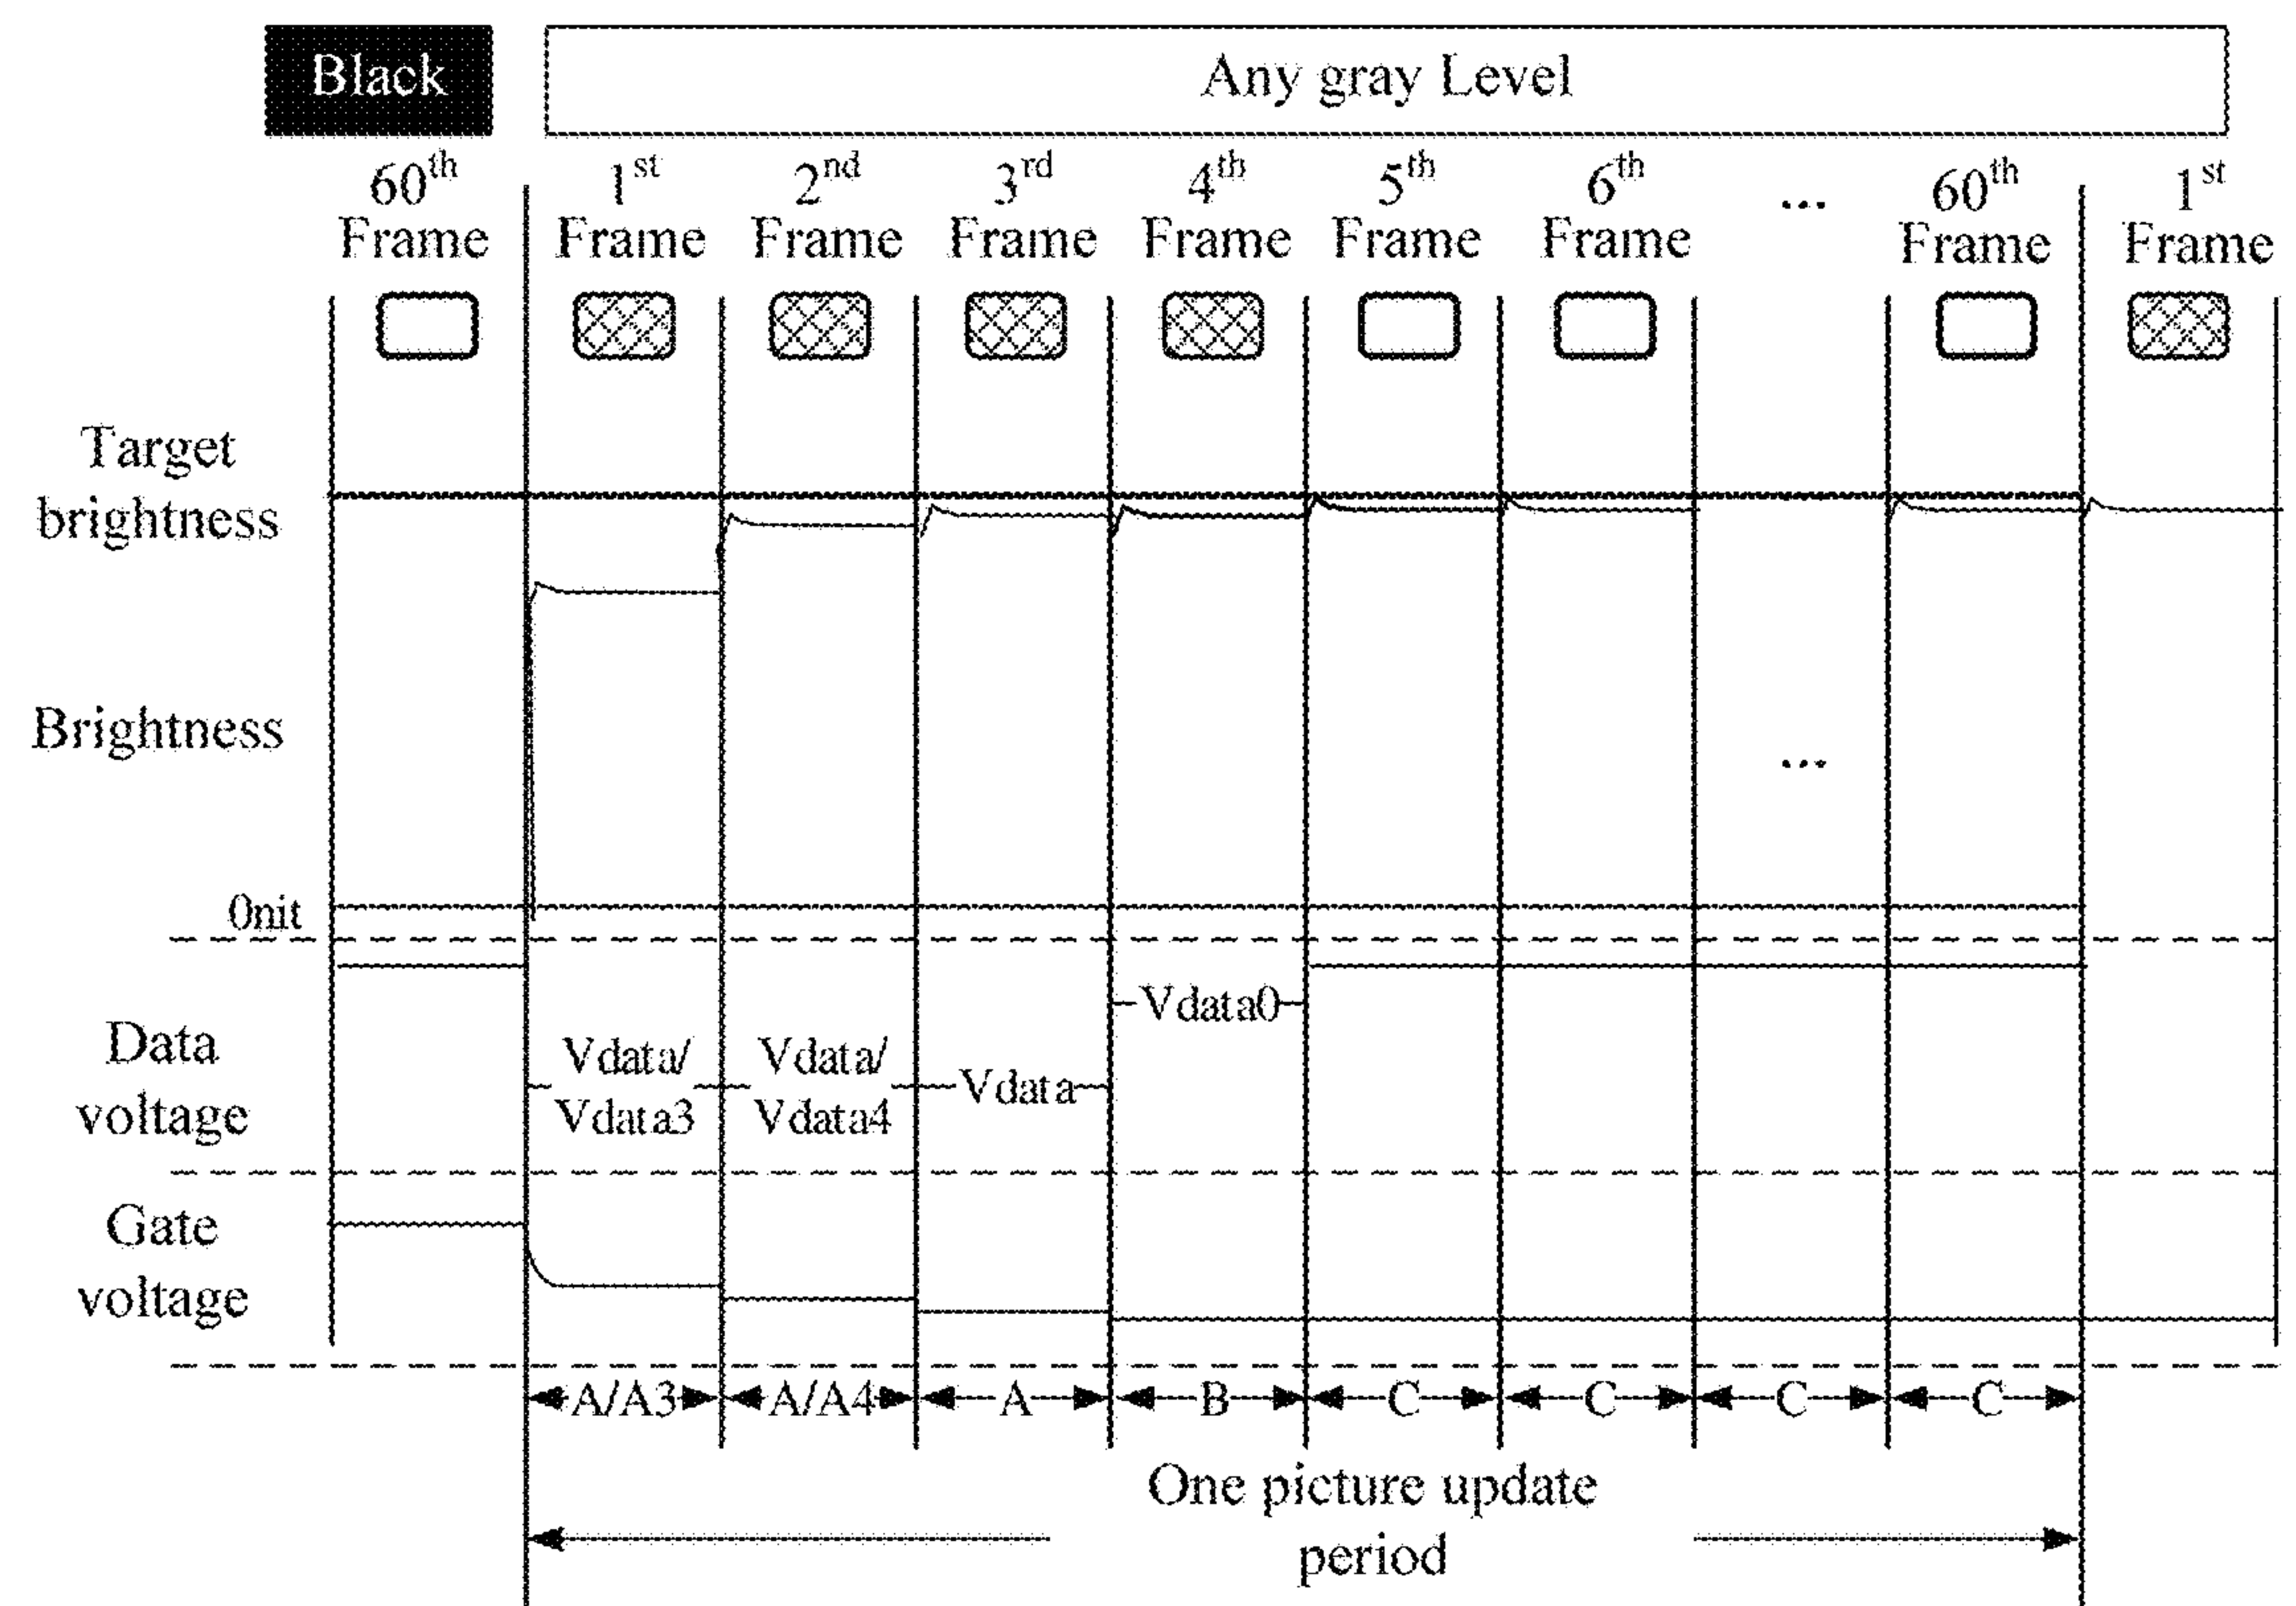 Black
Any gray Level
60th 1st 2nd 3rd 4th 5th 6th ... 60th 1st
Frame Frame Frame Frame Frame Frame Frame Frame Frame
Target
brightness
Brightness
...
0nit
Vdata0
Data
voltage
Vdata/ Vdata/
Vdata3 Vdata4
Vdata
Gate
voltage
A/A3 A/A4 A B C C C C
One picture update
period